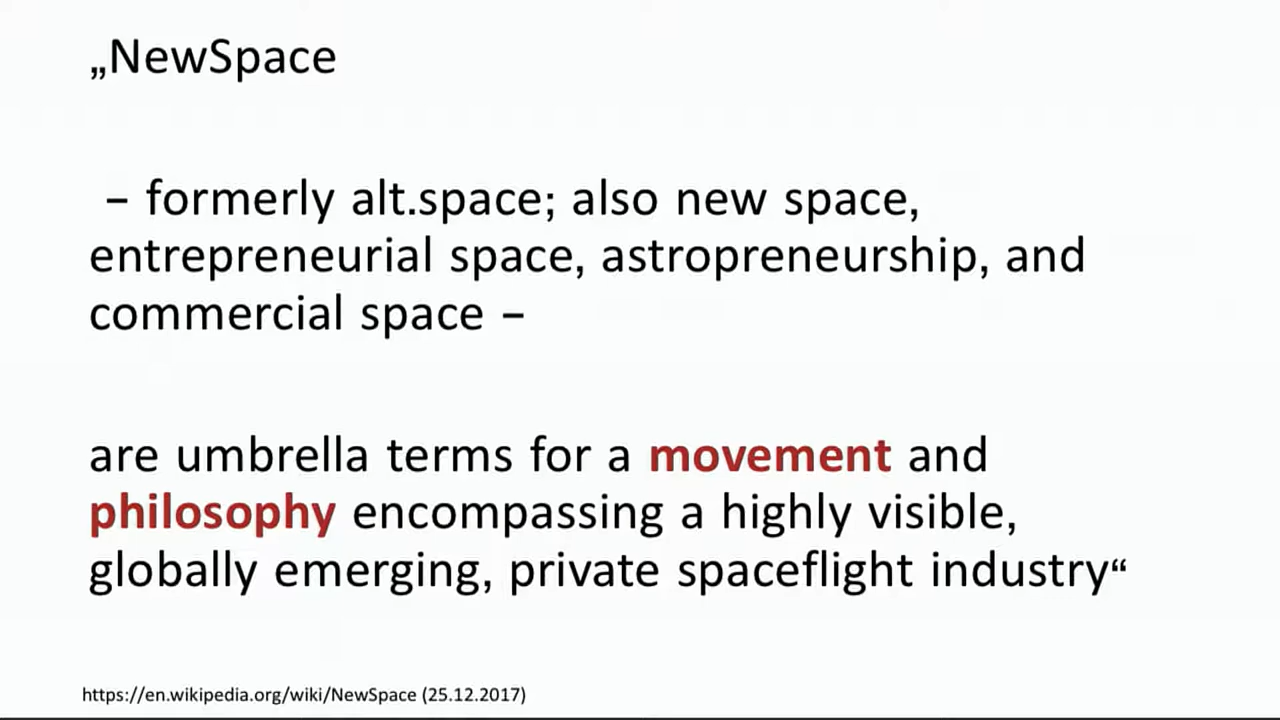 „NewSpace
– formerly alt.space; also new space,
entrepreneurial space, astropreneurship, and
commercial space –
are umbrella terms for a movement and
philosophy encompassing a highly visible,
globally emerging, private spaceflight industry“
https://en.wikipedia.org/wiki/NewSpace (25.12.2017)